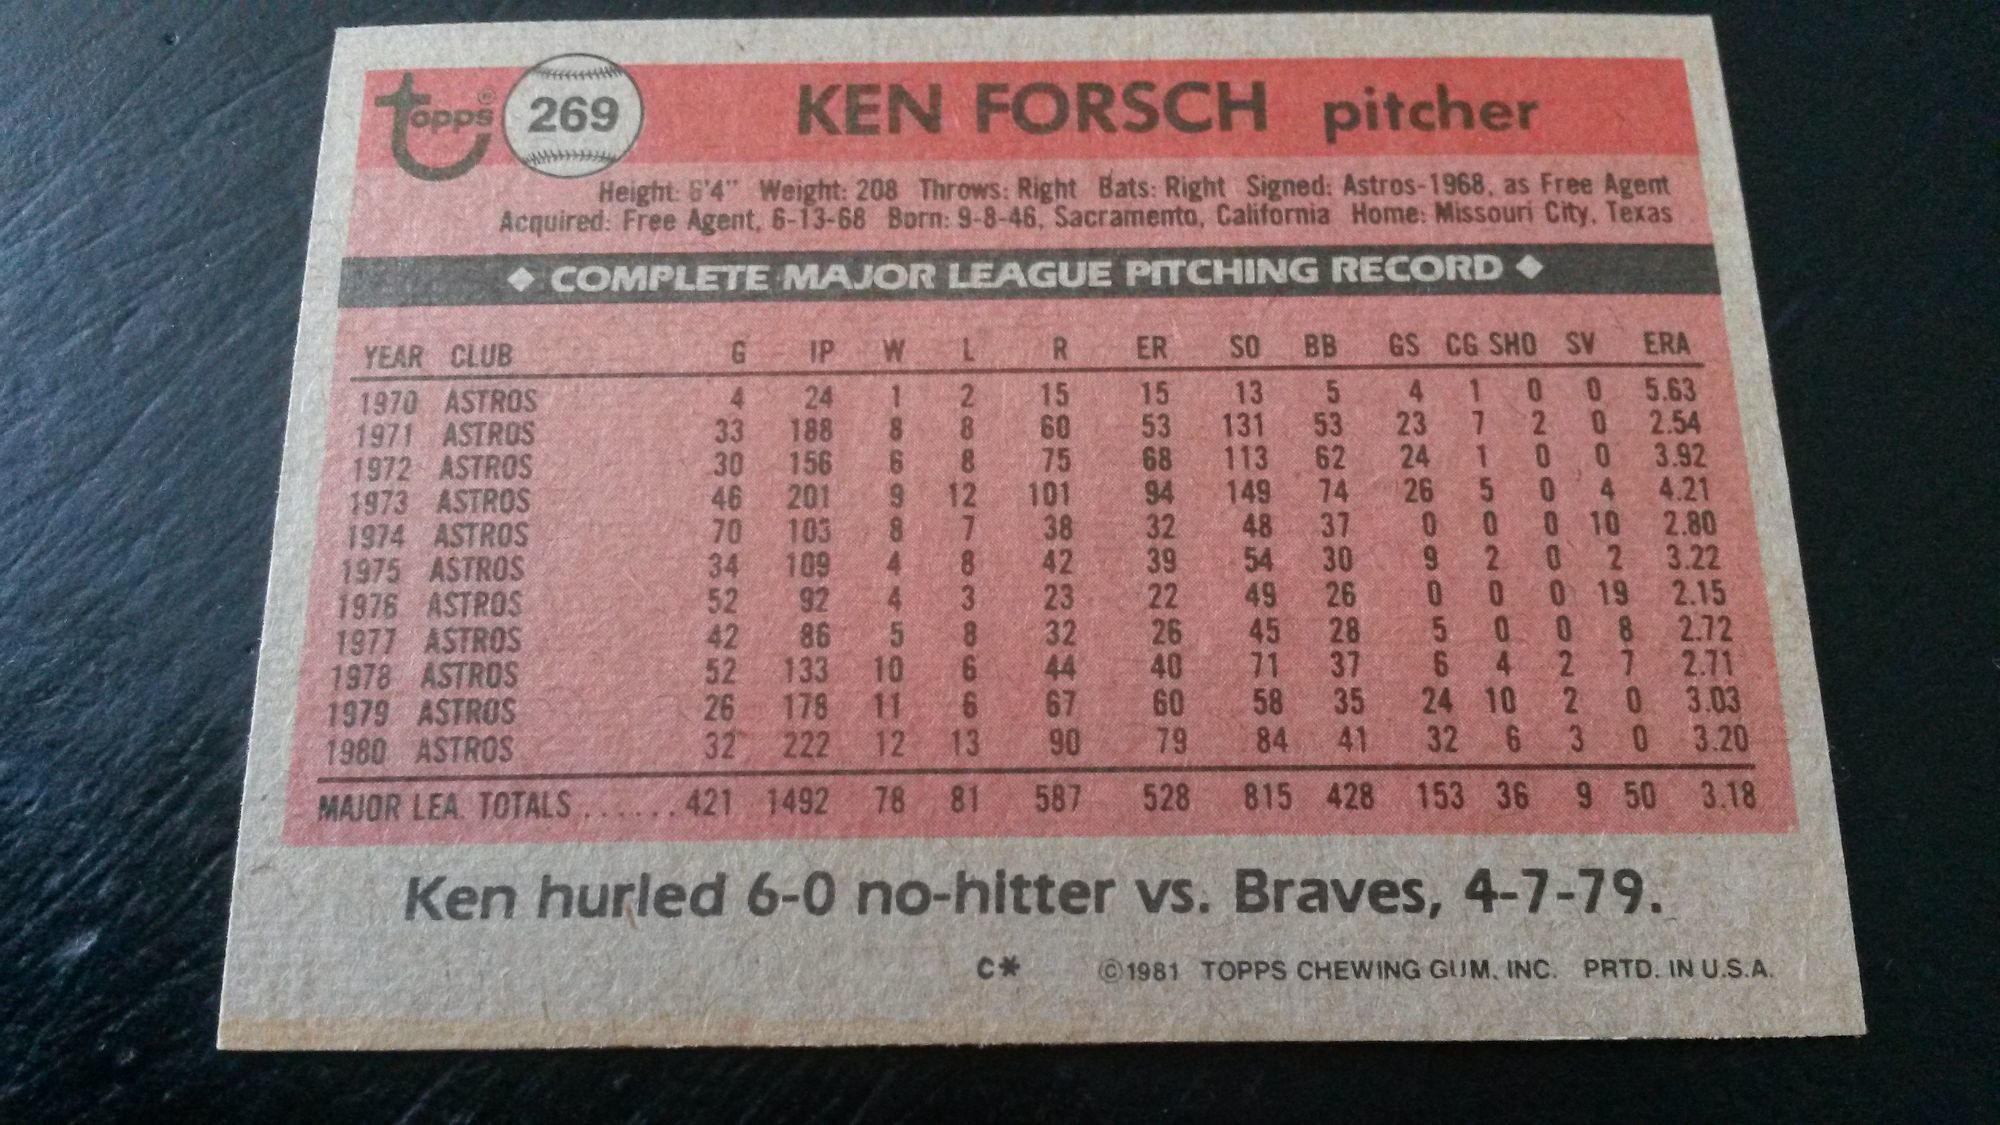 topps® 269 KEN FORSCH pitcher
Height: 6'4" Weight: 208 Throws: Right Bats: Right Signed: Astros-1968, as Free Agent
Acquired: Free Agent, 6-13-68 Born: 9-8-46, Sacramento, California Home: Missouri City, Texas
◆ COMPLETE MAJOR LEAGUE PITCHING RECORD ◆
YEAR CLUB G IP W L R ER SO BB GS CG SHO SV ERA
1970 ASTROS 4 24 1 2 15 15 13 5 4 1 0 0 5.63
1971 ASTROS 33 188 8 8 60 53 131 53 23 7 2 0 2.54
1972 ASTROS 30 156 6 8 75 68 113 62 24 1 0 0 3.92
1973 ASTROS 46 201 9 12 101 94 149 74 26 5 0 4 4.21
1974 ASTROS 70 103 8 7 38 32 48 37 0 0 0 10 2.80
1975 ASTROS 34 109 4 8 42 39 54 30 9 2 0 2 3.22
1976 ASTROS 52 92 4 3 23 22 49 26 0 0 0 19 2.15
1977 ASTROS 42 86 5 8 32 26 45 28 5 0 0 8 2.72
1978 ASTROS 52 133 10 6 44 40 71 37 6 4 2 7 2.71
1979 ASTROS 26 178 11 6 67 60 58 35 24 10 2 0 3.03
1980 ASTROS 32 222 12 13 90 79 84 41 32 6 3 0 3.20
MAJOR LEA. TOTALS ...... 421 1492 78 81 587 528 815 428 153 36 9 50 3.18
Ken hurled 6-0 no-hitter vs. Braves, 4-7-79.
C* ©1981 TOPPS CHEWING GUM, INC. PRTD. IN U.S.A.